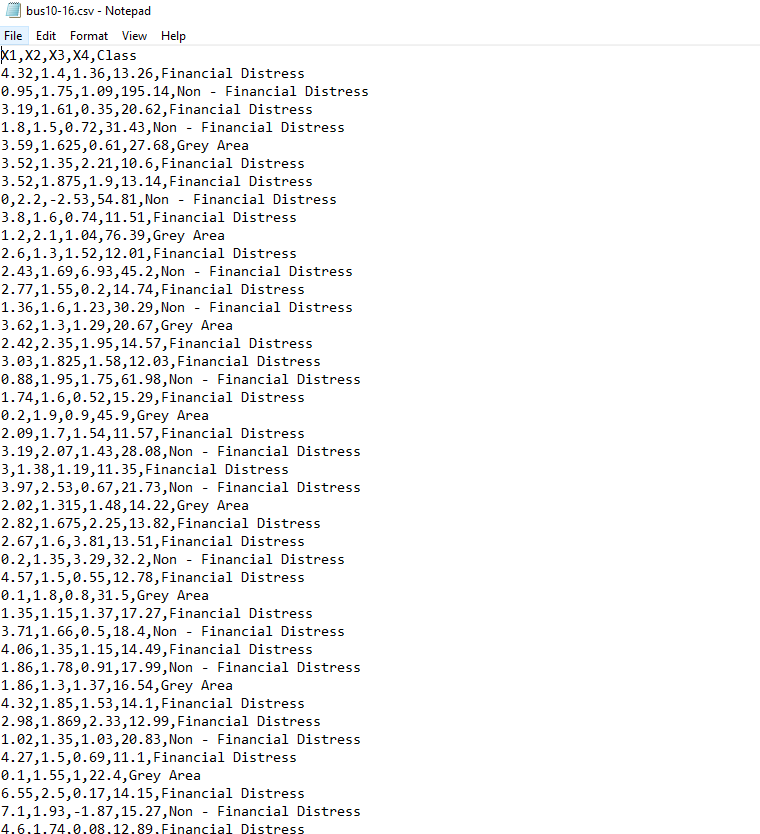 bus10-16.csv - Notepad
File Edit Format View Help
X1,X2,X3,X4,Class
4.32,1.4,1.36,13.26,Financial Distress
0.95,1.75,1.09,195.14,Non - Financial Distress
3.19,1.61,0.35,20.62,Financial Distress
1.8,1.5,0.72,31.43,Non - Financial Distress
3.59,1.625,0.61,27.68,Grey Area
3.52,1.35,2.21,10.6,Financial Distress
3.52,1.875,1.9,13.14,Financial Distress
0,2.2,-2.53,54.81,Non - Financial Distress
3.8,1.6,0.74,11.51,Financial Distress
1.2,2.1,1.04,76.39,Grey Area
2.6,1.3,1.52,12.01,Financial Distress
2.43,1.69,6.93,45.2,Non - Financial Distress
2.77,1.55,0.2,14.74,Financial Distress
1.36,1.6,1.23,30.29,Non - Financial Distress
3.62,1.3,1.29,20.67,Grey Area
2.42,2.35,1.95,14.57,Financial Distress
3.03,1.825,1.58,12.03,Financial Distress
0.88,1.95,1.75,61.98,Non - Financial Distress
1.74,1.6,0.52,15.29,Financial Distress
0.2,1.9,0.9,45.9,Grey Area
2.09,1.7,1.54,11.57,Financial Distress
3.19,2.07,1.43,28.08,Non - Financial Distress
3,1.38,1.19,11.35,Financial Distress
3.97,2.53,0.67,21.73,Non - Financial Distress
2.02,1.315,1.48,14.22,Grey Area
2.82,1.675,2.25,13.82,Financial Distress
2.67,1.6,3.81,13.51,Financial Distress
0.2,1.35,3.29,32.2,Non - Financial Distress
4.57,1.5,0.55,12.78,Financial Distress
0.1,1.8,0.8,31.5,Grey Area
1.35,1.15,1.37,17.27,Financial Distress
3.71,1.66,0.5,18.4,Non - Financial Distress
4.06,1.35,1.15,14.49,Financial Distress
1.86,1.78,0.91,17.99,Non - Financial Distress
1.86,1.3,1.37,16.54,Grey Area
4.32,1.85,1.53,14.1,Financial Distress
2.98,1.869,2.33,12.99,Financial Distress
1.02,1.35,1.03,20.83,Non - Financial Distress
4.27,1.5,0.69,11.1,Financial Distress
0.1,1.55,1,22.4,Grey Area
6.55,2.5,0.17,14.15,Financial Distress
7.1,1.93,-1.87,15.27,Non - Financial Distress
4.6,1.74,0.08,12.89,Financial Distress